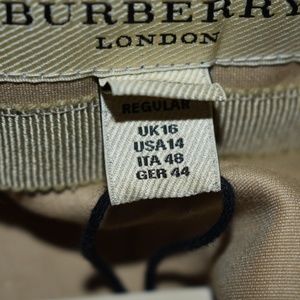 BURBERRY
LONDON
REGULAR
UK16
USA14
ITA 48
GER 44